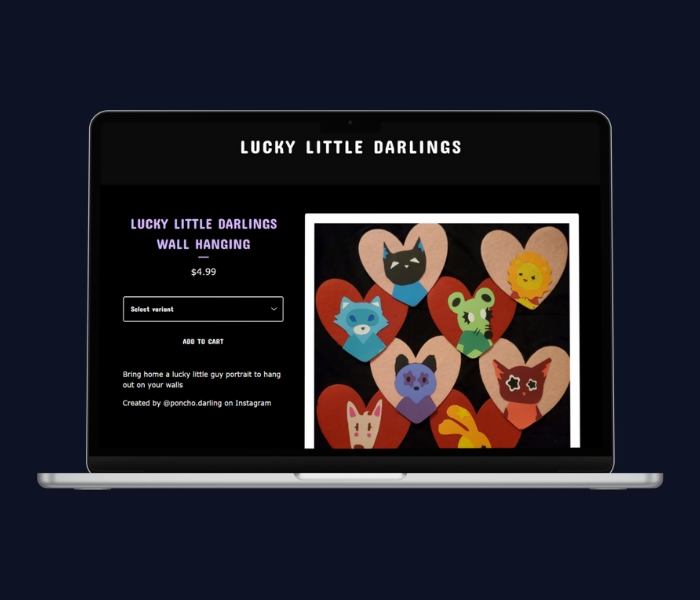 LUCKY LITTLE DARLINGS
LUCKY LITTLE DARLINGS
WALL HANGING
$4.99
Select variant
ADD TO CART
Bring home a lucky little guy portrait to hang
out on your walls
Created by @poncho.darling on Instagram